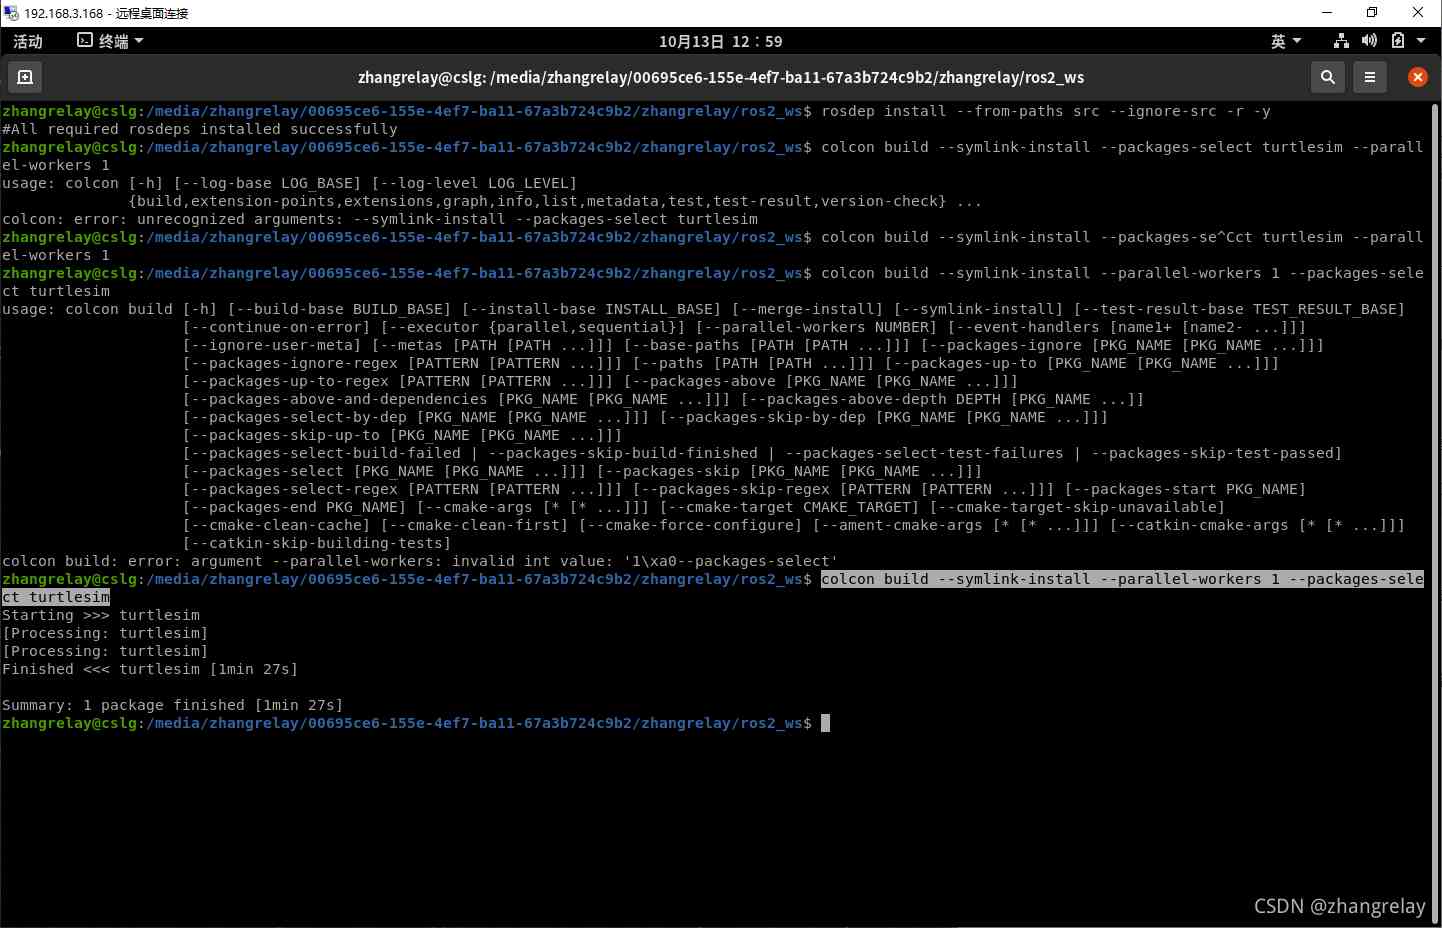 192.168.3.168 - 远程桌面连接
活动 终端 10月13日 12：59 英
zhangrelay@cslg: /media/zhangrelay/00695ce6-155e-4ef7-ba11-67a3b724c9b2/zhangrelay/ros2_ws
zhangrelay@cslg:/media/zhangrelay/00695ce6-155e-4ef7-ba11-67a3b724c9b2/zhangrelay/ros2_ws$ rosdep install --from-paths src --ignore-src -r -y
#All required rosdeps installed successfully
zhangrelay@cslg:/media/zhangrelay/00695ce6-155e-4ef7-ba11-67a3b724c9b2/zhangrelay/ros2_ws$ colcon build --symlink-install --packages-select turtlesim --parall
el-workers 1
usage: colcon [-h] [--log-base LOG_BASE] [--log-level LOG_LEVEL]
{build,extension-points,extensions,graph,info,list,metadata,test,test-result,version-check} ...
colcon: error: unrecognized arguments: --symlink-install --packages-select turtlesim
zhangrelay@cslg:/media/zhangrelay/00695ce6-155e-4ef7-ba11-67a3b724c9b2/zhangrelay/ros2_ws$ colcon build --symlink-install --packages-se^Cct turtlesim --parall
el-workers 1
zhangrelay@cslg:/media/zhangrelay/00695ce6-155e-4ef7-ba11-67a3b724c9b2/zhangrelay/ros2_ws$ colcon build --symlink-install --parallel-workers 1 --packages-sele
ct turtlesim
usage: colcon build [-h] [--build-base BUILD_BASE] [--install-base INSTALL_BASE] [--merge-install] [--symlink-install] [--test-result-base TEST_RESULT_BASE]
[--continue-on-error] [--executor {parallel,sequential}] [--parallel-workers NUMBER] [--event-handlers [name1+ [name2- ...]]]
[--ignore-user-meta] [--metas [PATH [PATH ...]]] [--base-paths [PATH [PATH ...]]] [--packages-ignore [PKG_NAME [PKG_NAME ...]]]
[--packages-ignore-regex [PATTERN [PATTERN ...]]] [--paths [PATH [PATH ...]]] [--packages-up-to [PKG_NAME [PKG_NAME ...]]]
[--packages-up-to-regex [PATTERN [PATTERN ...]]] [--packages-above [PKG_NAME [PKG_NAME ...]]]
[--packages-above-and-dependencies [PKG_NAME [PKG_NAME ...]]] [--packages-above-depth DEPTH [PKG_NAME ...]]
[--packages-select-by-dep [PKG_NAME [PKG_NAME ...]]] [--packages-skip-by-dep [PKG_NAME [PKG_NAME ...]]]
[--packages-skip-up-to [PKG_NAME [PKG_NAME ...]]]
[--packages-select-build-failed | --packages-skip-build-finished | --packages-select-test-failures | --packages-skip-test-passed]
[--packages-select [PKG_NAME [PKG_NAME ...]]] [--packages-skip [PKG_NAME [PKG_NAME ...]]]
[--packages-select-regex [PATTERN [PATTERN ...]]] [--packages-skip-regex [PATTERN [PATTERN ...]]] [--packages-start PKG_NAME]
[--packages-end PKG_NAME] [--cmake-args [* [* ...]]] [--cmake-target CMAKE_TARGET] [--cmake-target-skip-unavailable]
[--cmake-clean-cache] [--cmake-clean-first] [--cmake-force-configure] [--ament-cmake-args [* [* ...]]] [--catkin-cmake-args [* [* ...]]]
[--catkin-skip-building-tests]
colcon build: error: argument --parallel-workers: invalid int value: '1\xa0--packages-select'
zhangrelay@cslg:/media/zhangrelay/00695ce6-155e-4ef7-ba11-67a3b724c9b2/zhangrelay/ros2_ws$ colcon build --symlink-install --parallel-workers 1 --packages-sele
ct turtlesim
Starting >>> turtlesim
[Processing: turtlesim]
[Processing: turtlesim]
Finished <<< turtlesim [1min 27s]
Summary: 1 package finished [1min 27s]
zhangrelay@cslg:/media/zhangrelay/00695ce6-155e-4ef7-ba11-67a3b724c9b2/zhangrelay/ros2_ws$
CSDN @zhangrelay